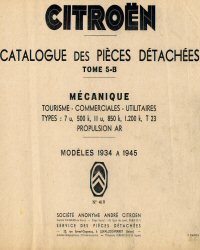 CITROËN
CATALOGUE DES PIÈCES DÉTACHÉES
TOME 5-B
MÉCANIQUE
TOURISME - COMMERCIALES - UTILITAIRES
TYPES : 7 u, 500 k, 11 u, 850 k, 1.200 k, T 23
PROPULSION AR
MODÈLES 1934 A 1945
SOCIÉTÉ ANONYME ANDRÉ CITROËN
SERVICE DES PIÈCES DÉTACHÉES